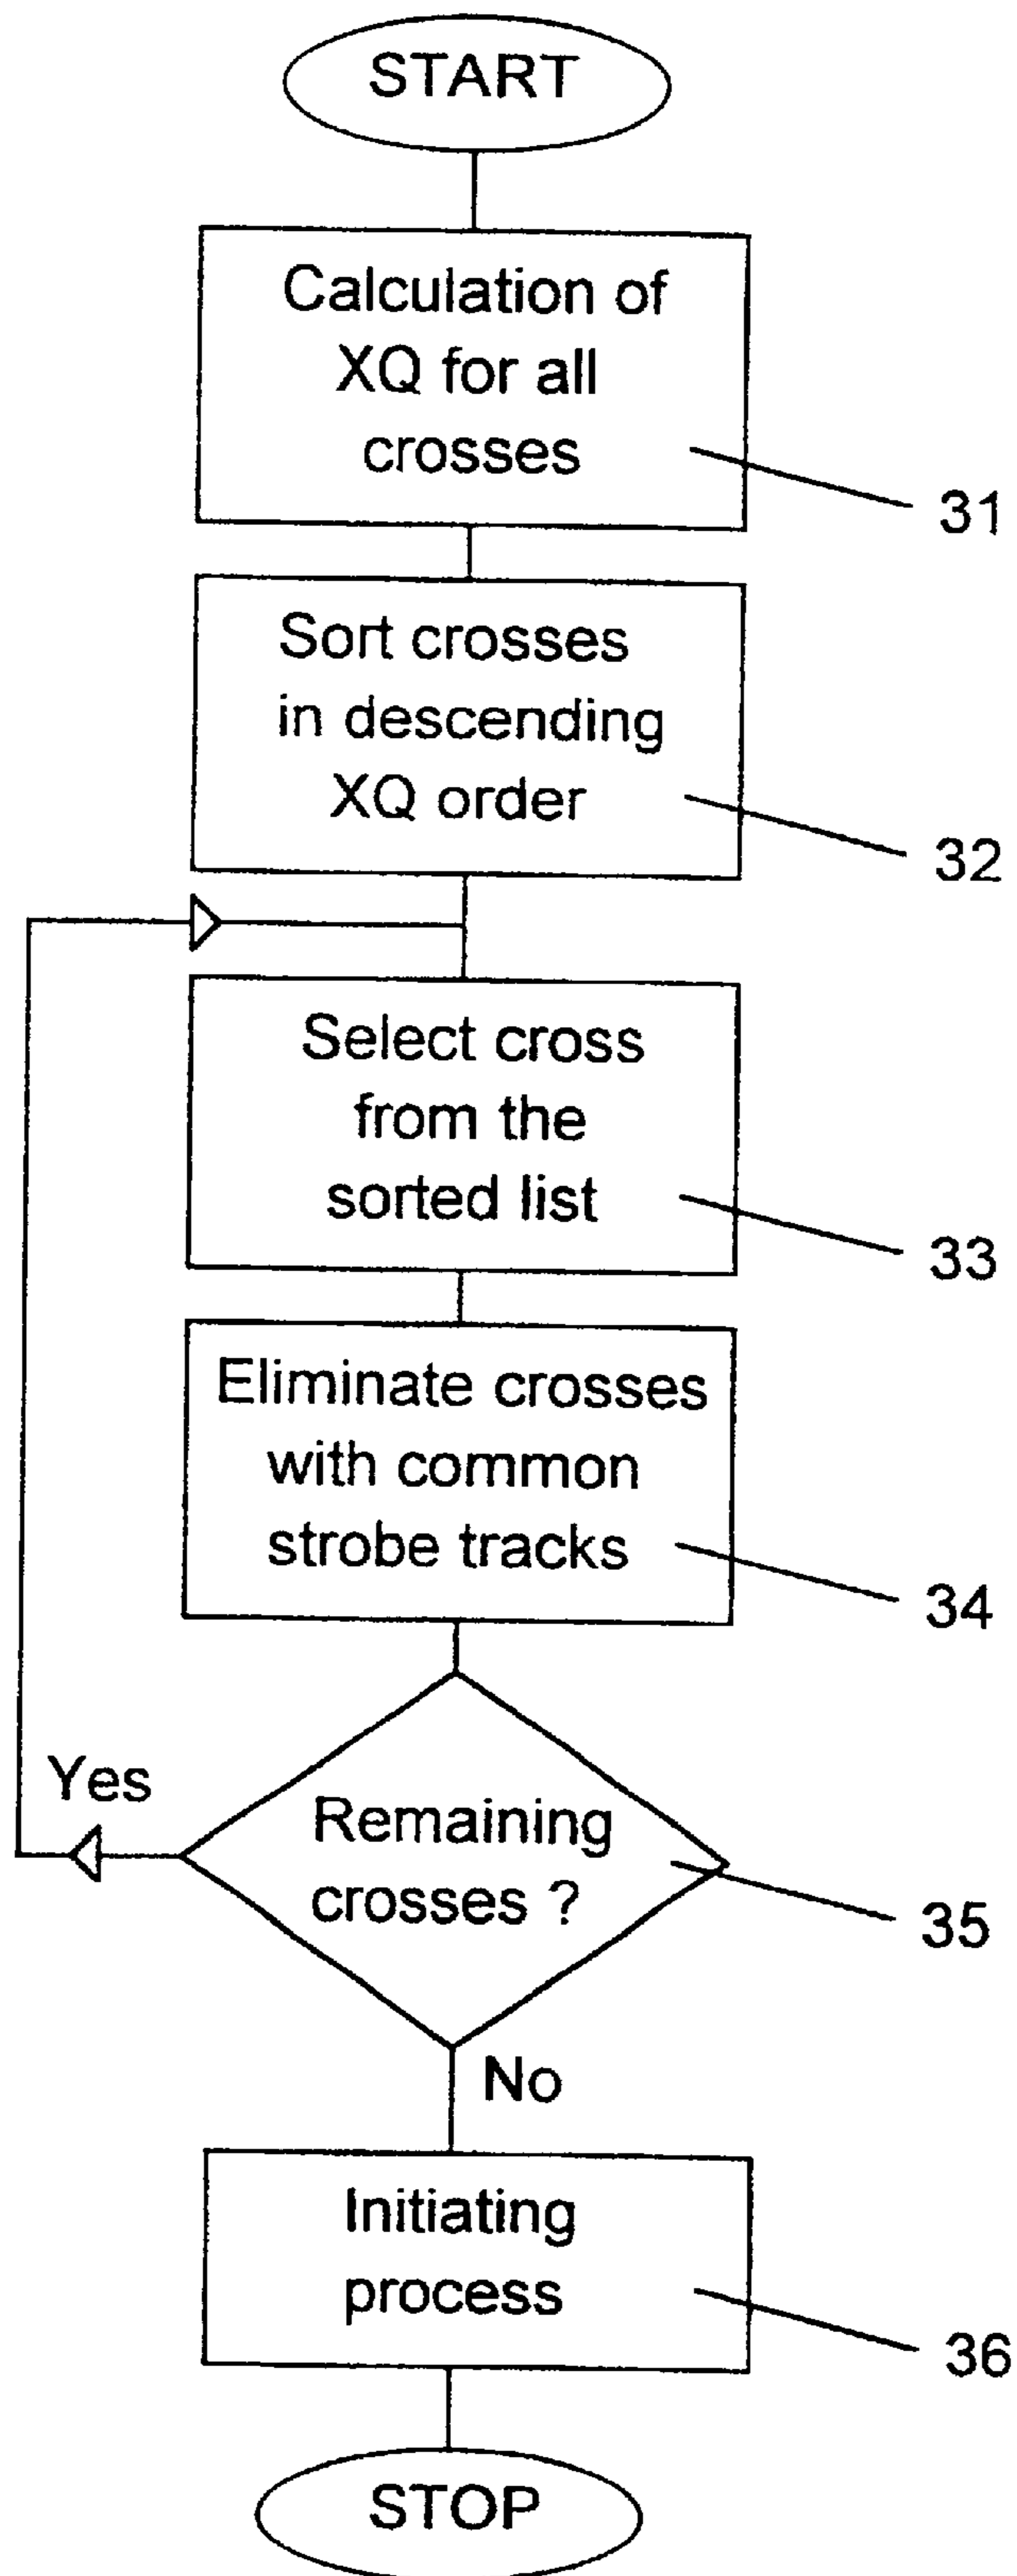 START
Calculation of
XQ for all
crosses
31
Sort crosses
in descending
XQ order
32
Select cross
from the
sorted list
33
Eliminate crosses
with common
strobe tracks
34
Yes
Remaining
crosses ?
35
No
Initiating
process
36
STOP